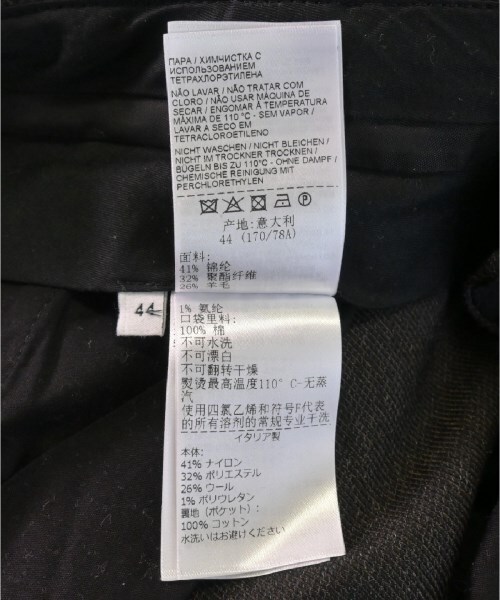 ПАРА / ХИМЧИСТКА С
ИСПОЛЬЗОВАНИЕМ
ТЕТРАХЛОРЭТИЛЕНА
NÃO LAVAR / NÃO TRATAR COM
CLORO / NÃO USAR MÁQUINA DE
SECAR / ENGOMAR À TEMPERATURA
MÁXIMA DE 110 °C - SEM VAPOR /
LAVAR A SECO EM
TETRACLOROETILENO
NICHT WASCHEN / NICHT BLEICHEN /
NICHT IM TROCKNER TROCKNEN /
BÜGELN BIS ZU 110°C - OHNE DAMPF /
CHEMISCHE REINIGUNG MIT
PERCHLORETHYLEN
P
产地:意大利
44 (170/78A)
面料:
41% 锦纶
32% 聚酯纤维
26% 羊毛
44
1% 氨纶
口袋里料:
100% 棉
不可水洗
不可漂白
不可翻转干燥
熨烫最高温度110° C-无蒸
汽
使用四氯乙烯和符号F代表
的所有溶剂的常规专业干洗
イタリア製
本体:
41% ナイロン
32% ポリエステル
26% ウール
1% ポリウレタン
裏地（ポケット）:
100% コットン
水洗いはお避けください